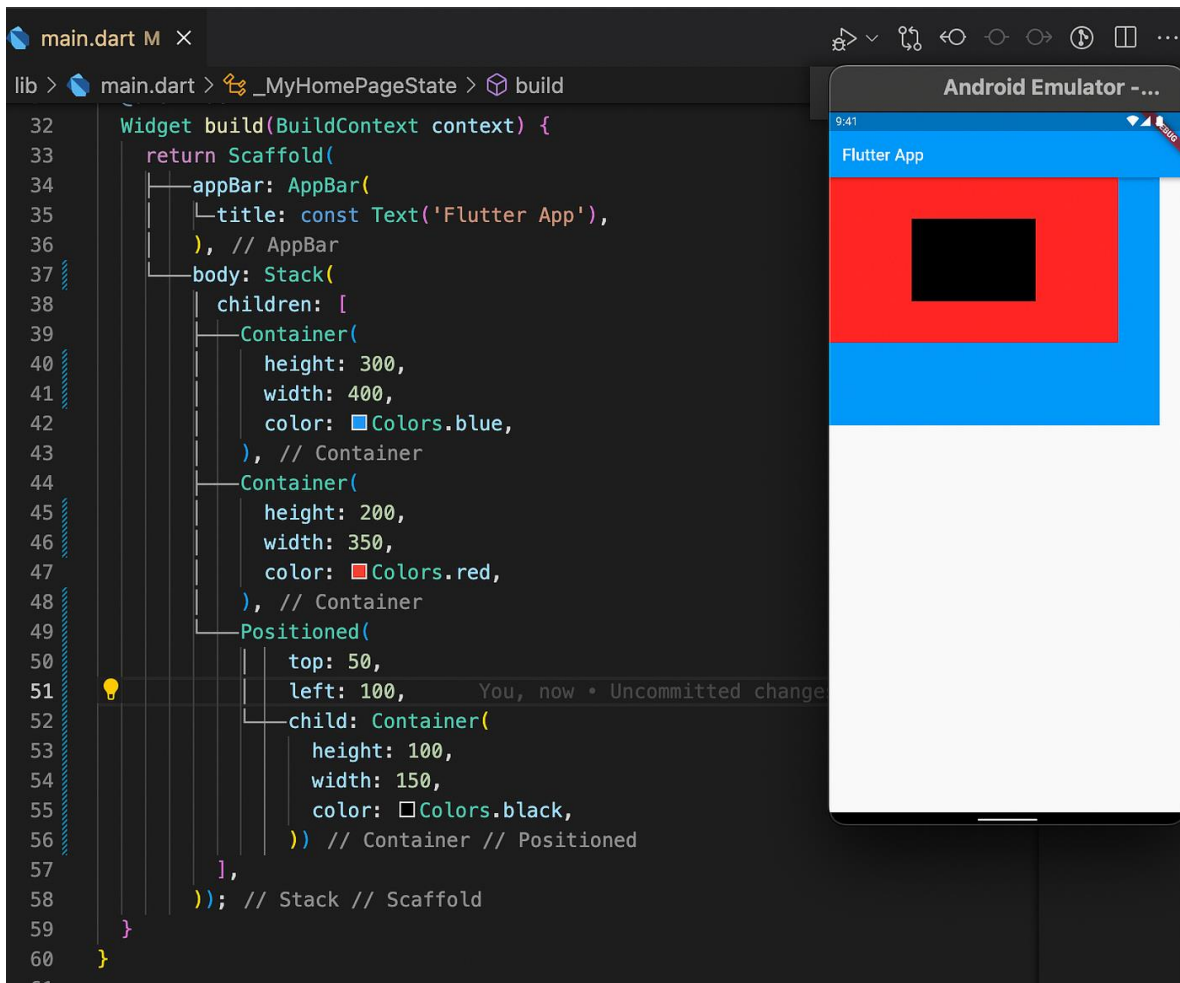 main.dart M
lib > main.dart > _MyHomePageState > build
32 Widget build(BuildContext context) {
33 return Scaffold(
34 appBar: AppBar(
35 title: const Text('Flutter App'),
36 ), // AppBar
37 body: Stack(
38 children: [
39 Container(
40 height: 300,
41 width: 400,
42 color: Colors.blue,
43 ), // Container
44 Container(
45 height: 200,
46 width: 350,
47 color: Colors.red,
48 ), // Container
49 Positioned(
50 top: 50,
51 left: 100, You, now • Uncommitted change
52 child: Container(
53 height: 100,
54 width: 150,
55 color: Colors.black,
56 )) // Container // Positioned
57 ],
58 )); // Stack // Scaffold
59 }
60 }
Android Emulator -...
9:41
DEBUG
Flutter App